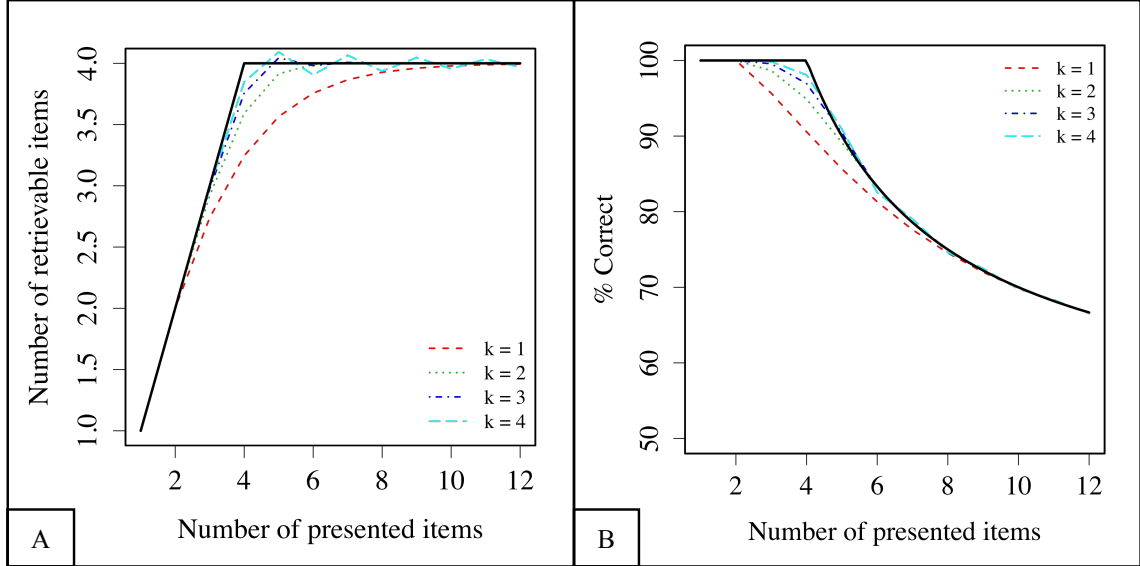 Number of retrievable items
4.0
3.5
3.0
2.5
2.0
1.5
1.0
k = 1
k = 2
k = 3
k = 4
2 4 6 8 10 12
Number of presented items
A
% Correct
100
90
80
70
60
50
k = 1
k = 2
k = 3
k = 4
2 4 6 8 10 12
Number of presented items
B